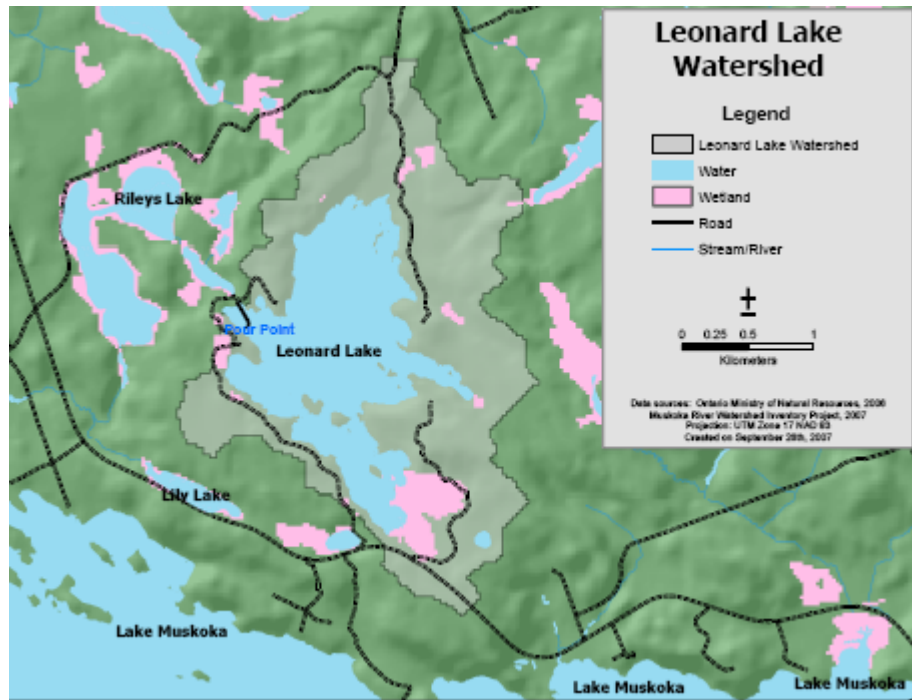 Leonard Lake
Watershed
Legend
Leonard Lake Watershed
Water
Wetland
Road
Stream/River
±
0 0.25 0.5 1
Kilometers
Data sources: Ontario Ministry of Natural Resources, 2006
Muskoka River Watershed Inventory Project, 2007
Projection: UTM Zone 17 NAD 83
Created on September 28th, 2007
Rileys Lake
Pour Point
Leonard Lake
Lily Lake
Lake Muskoka
Lake Muskoka
Lake Muskoka